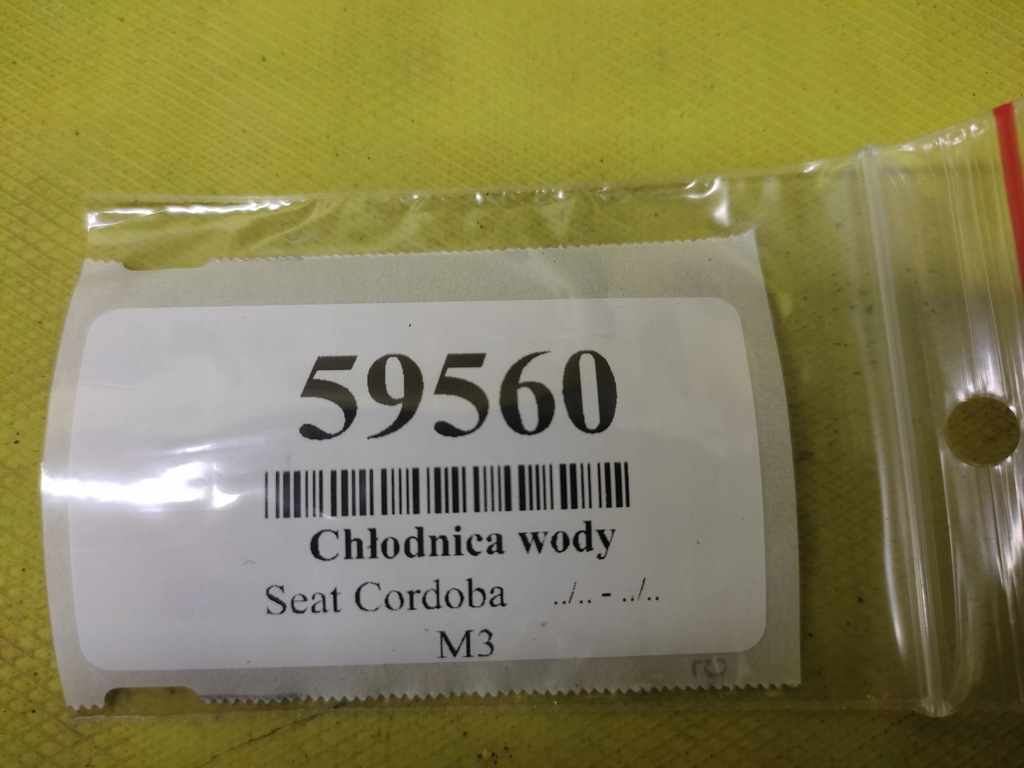 59560
Chłodnica wody
Seat Cordoba ../.. - ../..
M3